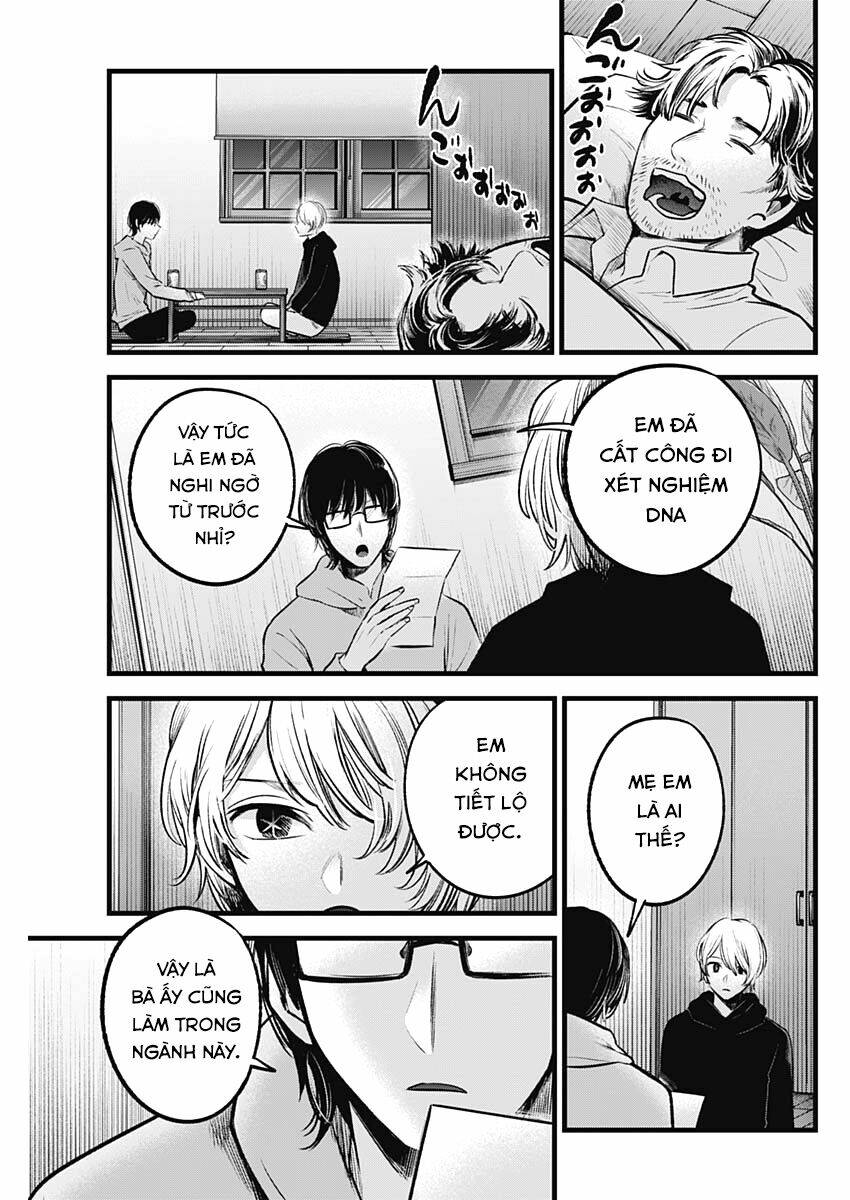 んごおおおお
んごおおおおぉ
EM ĐÃ
CẤT CÔNG ĐI
XÉT NGHIỆM
DNA
VẬY TỨC
LÀ EM ĐÃ
NGHI NGỜ
TỪ TRƯỚC
NHỈ?
MẸ EM
LÀ AI
THẾ?
EM
KHÔNG
TIẾT LỘ
ĐƯỢC.
VẬY LÀ
BÀ ẤY CŨNG
LÀM TRONG
NGÀNH NÀY.